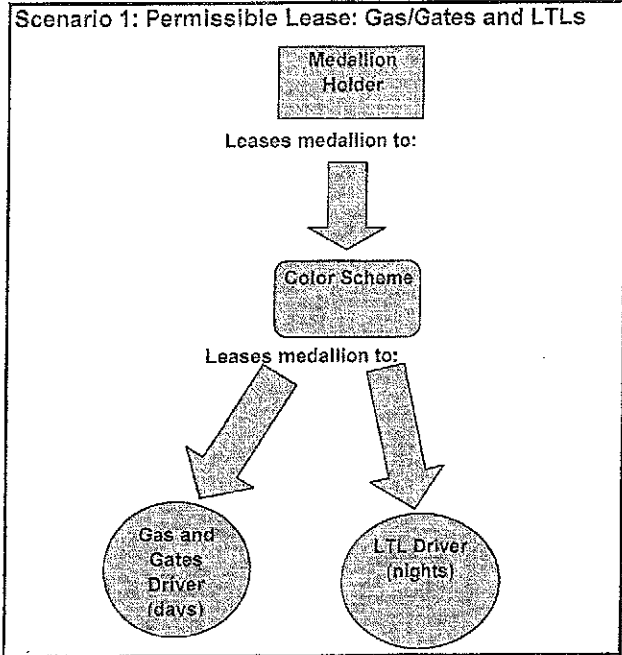 Scenario 1: Permissible Lease: Gas/Gates and LTLs
Medallion
Holder
Leases medallion to:
Color Scheme
Leases medallion to:
Gas and
Gates
Driver
(days)
LTL Driver
(nights)